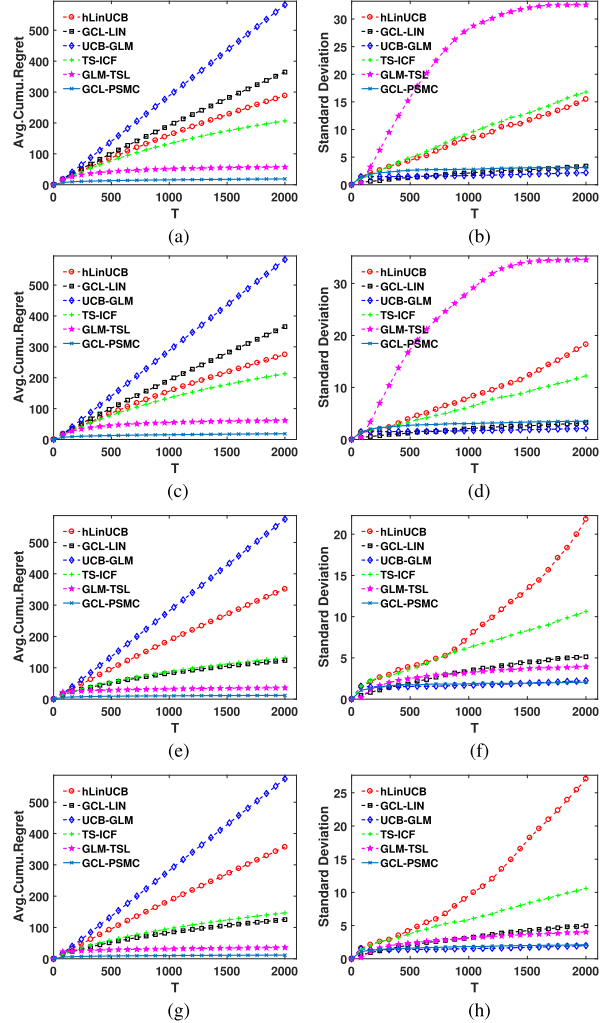 Avg.Cumu.Regret
500
400
300
200
100
0
hLinUCB
GCL-LIN
UCB-GLM
TS-ICF
GLM-TSL
GCL-PSMC
0 500 1000 1500 2000
T
(a)
Standard Deviation
30
25
20
15
10
5
0
hLinUCB
GCL-LIN
UCB-GLM
TS-ICF
GLM-TSL
GCL-PSMC
0 500 1000 1500 2000
T
(b)
Avg.Cumu.Regret
500
400
300
200
100
0
hLinUCB
GCL-LIN
UCB-GLM
TS-ICF
GLM-TSL
GCL-PSMC
0 500 1000 1500 2000
T
(c)
Standard Deviation
30
20
10
0
hLinUCB
GCL-LIN
UCB-GLM
TS-ICF
GLM-TSL
GCL-PSMC
0 500 1000 1500 2000
T
(d)
Avg.Cumu.Regret
500
400
300
200
100
0
hLinUCB
GCL-LIN
UCB-GLM
TS-ICF
GLM-TSL
GCL-PSMC
0 500 1000 1500 2000
T
(e)
Standard Deviation
20
15
10
5
0
hLinUCB
GCL-LIN
UCB-GLM
TS-ICF
GLM-TSL
GCL-PSMC
0 500 1000 1500 2000
T
(f)
Avg.Cumu.Regret
500
400
300
200
100
0
hLinUCB
GCL-LIN
UCB-GLM
TS-ICF
GLM-TSL
GCL-PSMC
0 500 1000 1500 2000
T
(g)
Standard Deviation
25
20
15
10
5
0
hLinUCB
GCL-LIN
UCB-GLM
TS-ICF
GLM-TSL
GCL-PSMC
0 500 1000 1500 2000
T
(h)